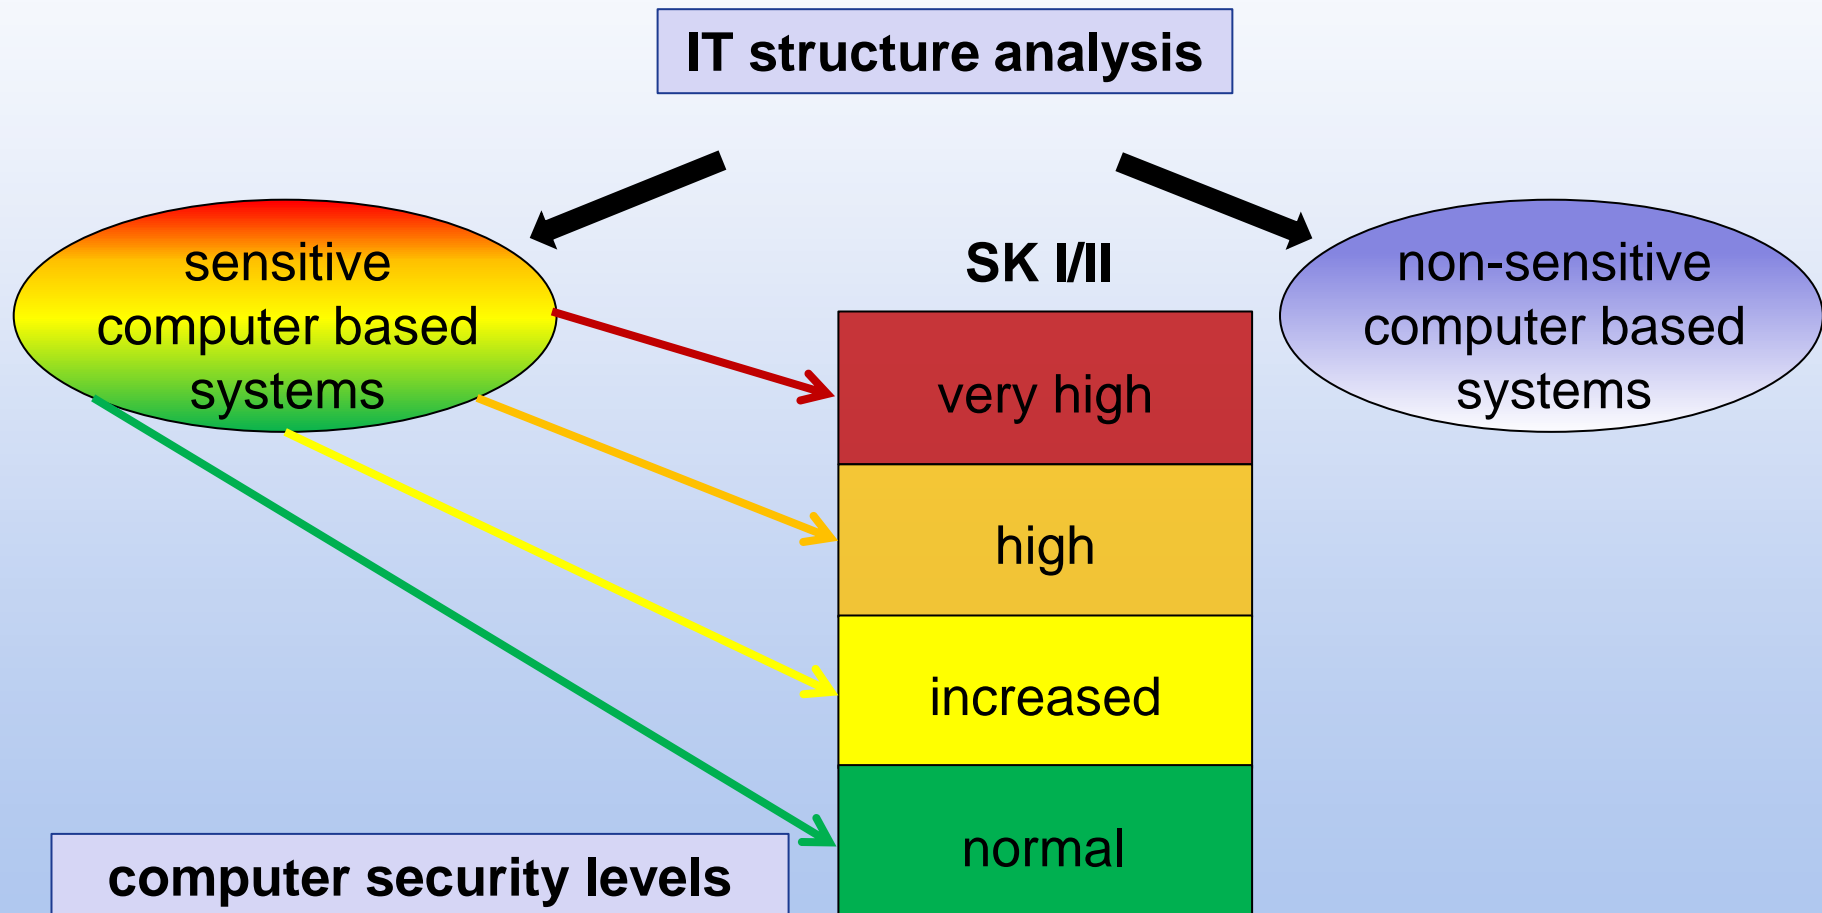 IT structure analysis
sensitive
computer based
systems
SK I/II
non-sensitive
computer based
systems
very high
high
increased
normal
computer security levels